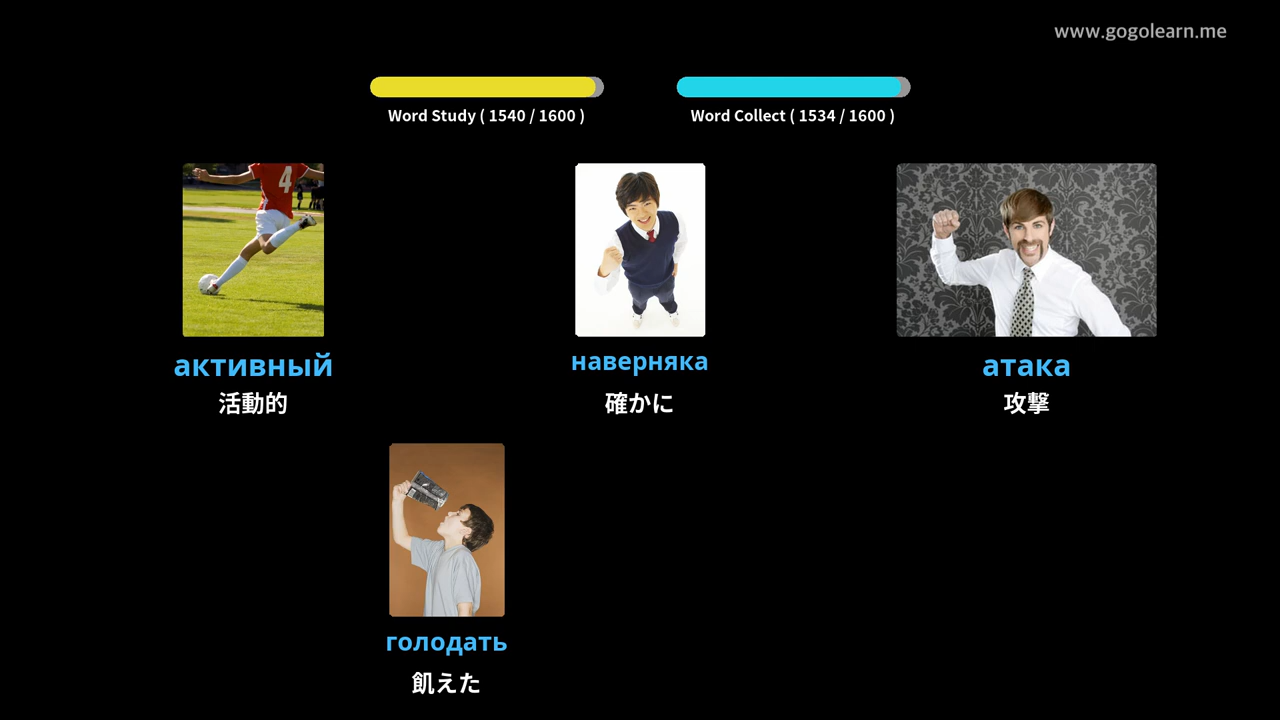 www.gogolearn.me
Word Study ( 1540 / 1600 )
Word Collect ( 1534 / 1600 )
4
активный
наверняка
атака
活動的
確かに
攻撃
голодать
飢えた